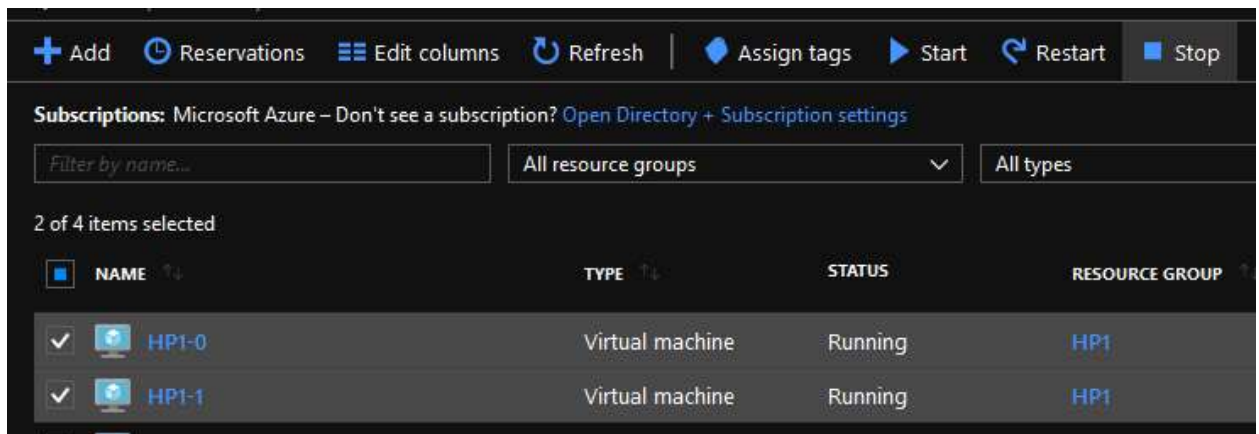 Add Reservations Edit columns Refresh Assign tags Start Restart Stop
Subscriptions: Microsoft Azure – Don't see a subscription? Open Directory + Subscription settings
Filter by name... All resource groups All types
2 of 4 items selected
NAME TYPE STATUS RESOURCE GROUP
HP1-0 Virtual machine Running HP1
HP1-1 Virtual machine Running HP1